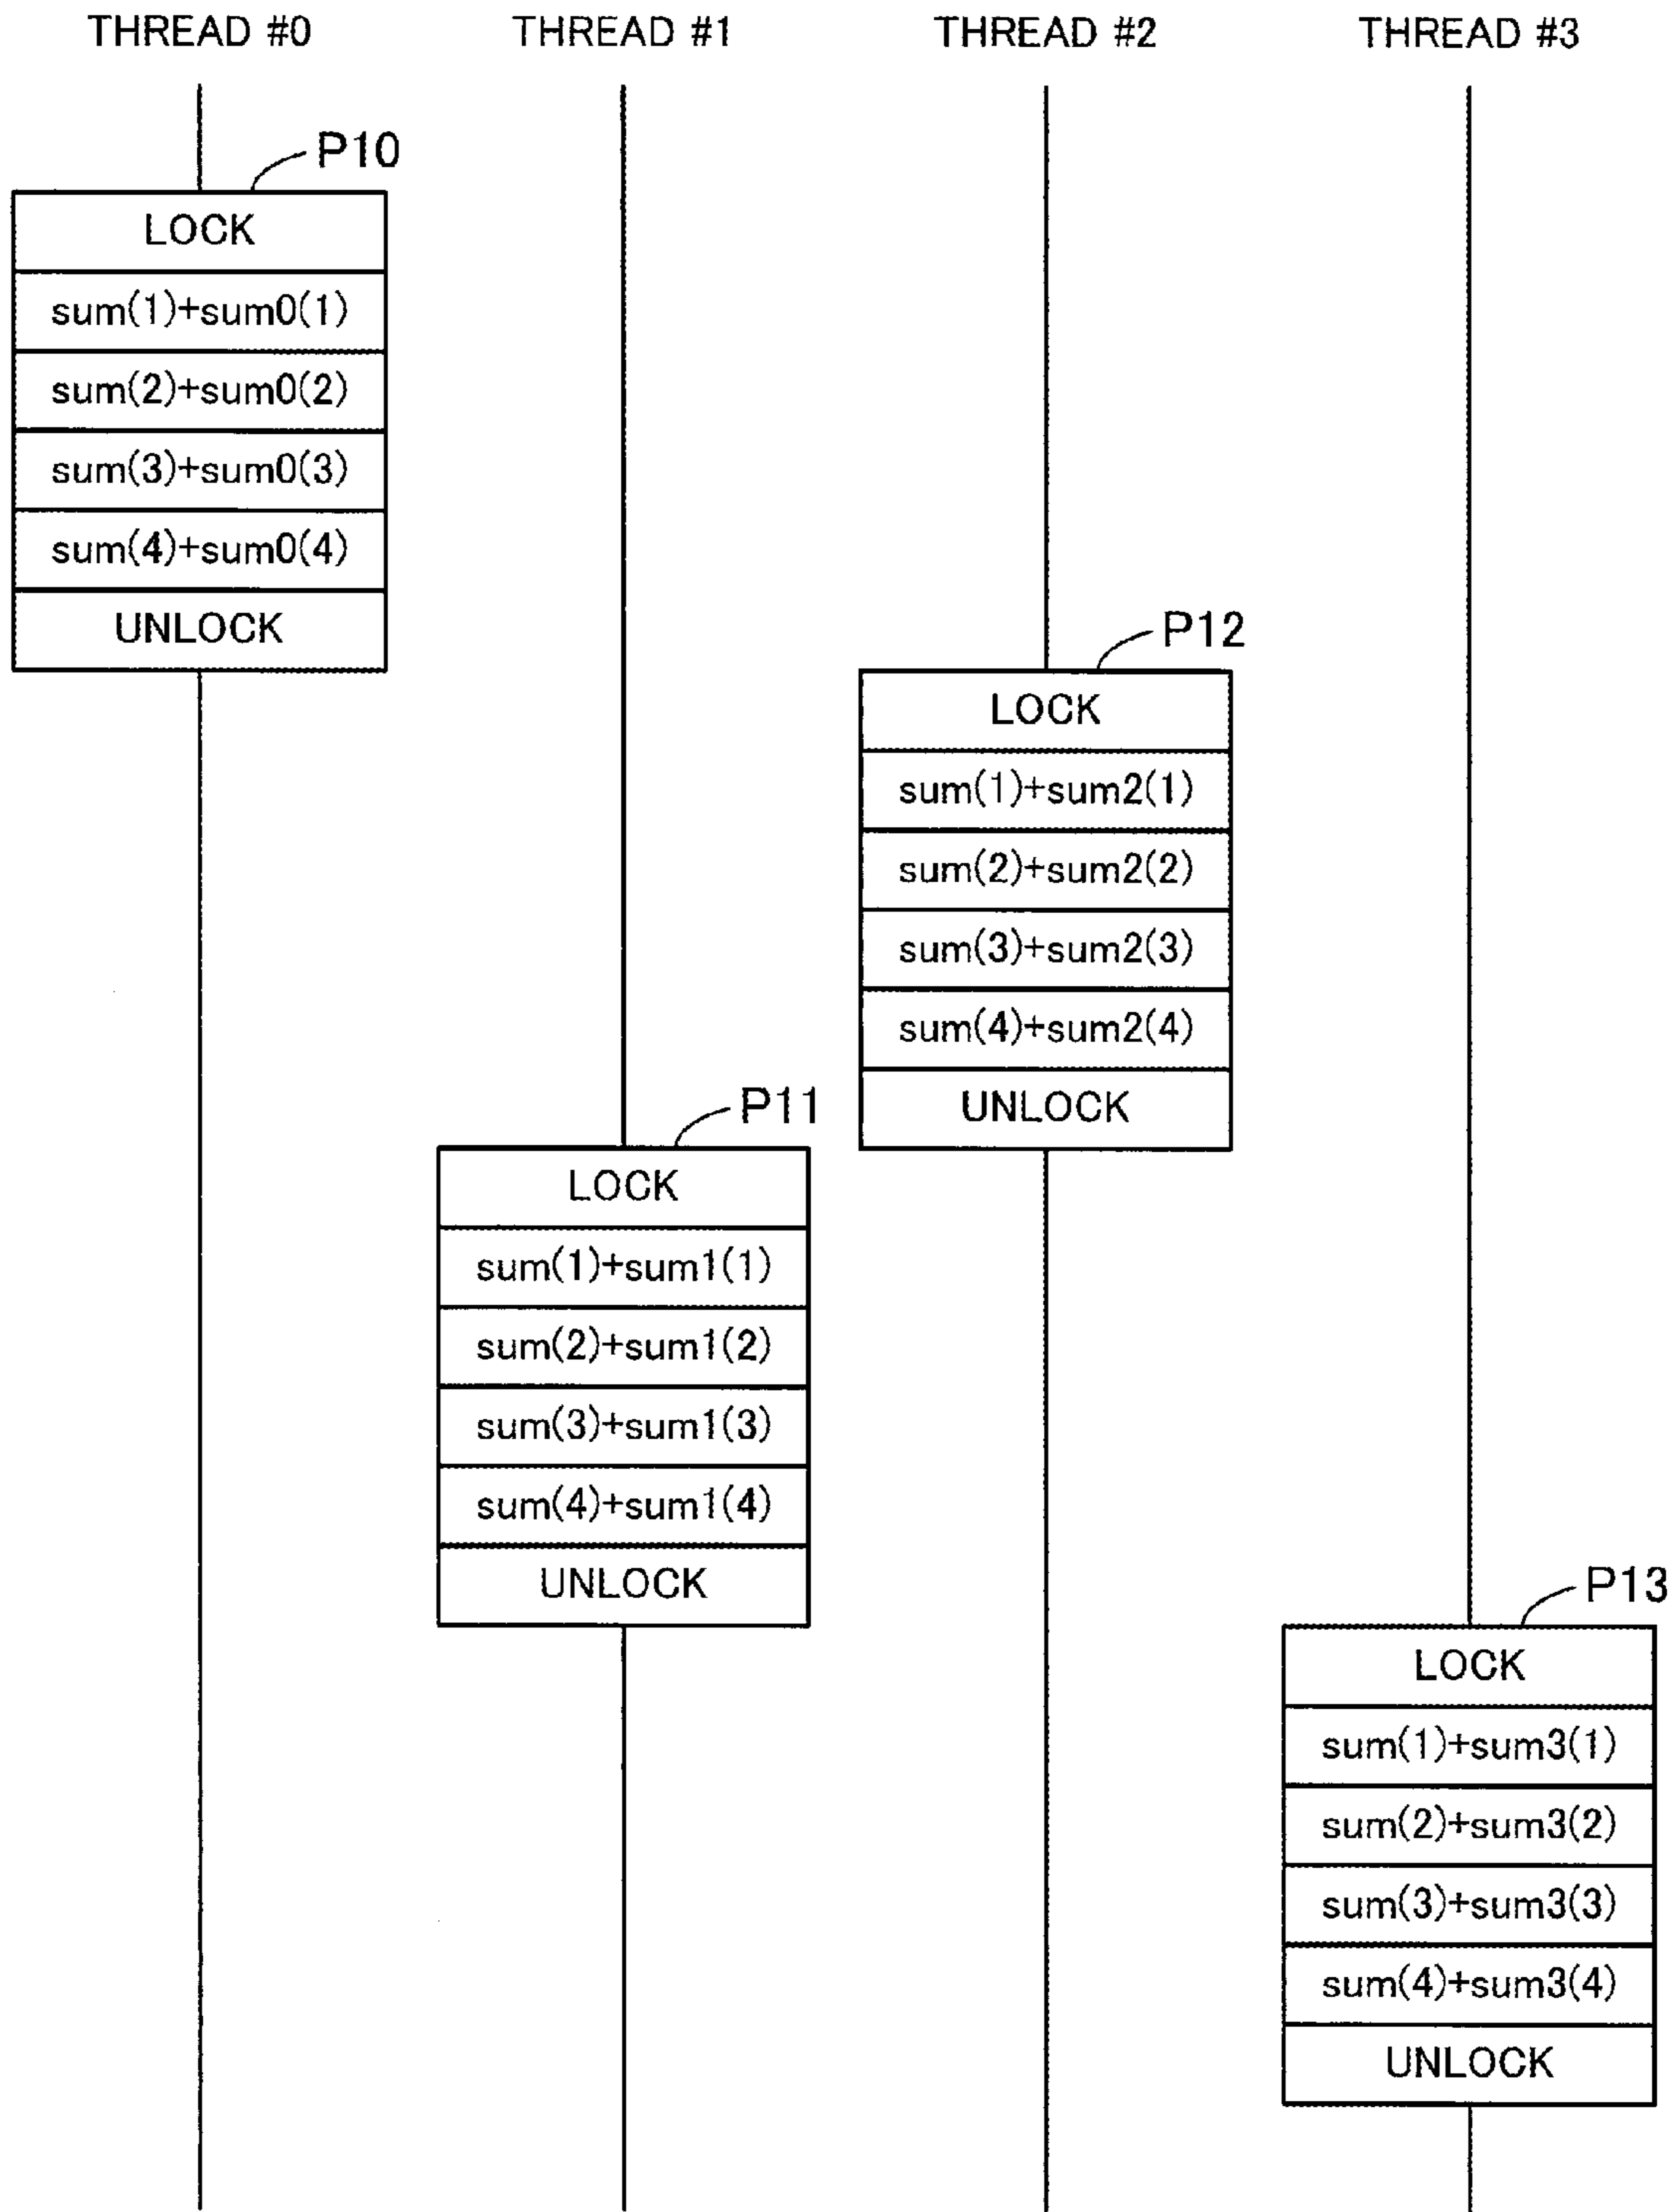 THREAD #0 THREAD #1 THREAD #2 THREAD #3
P10
LOCK
sum(1)+sum0(1)
sum(2)+sum0(2)
sum(3)+sum0(3)
sum(4)+sum0(4)
UNLOCK
P12
LOCK
sum(1)+sum2(1)
sum(2)+sum2(2)
sum(3)+sum2(3)
sum(4)+sum2(4)
UNLOCK
P11
LOCK
sum(1)+sum1(1)
sum(2)+sum1(2)
sum(3)+sum1(3)
sum(4)+sum1(4)
UNLOCK
P13
LOCK
sum(1)+sum3(1)
sum(2)+sum3(2)
sum(3)+sum3(3)
sum(4)+sum3(4)
UNLOCK